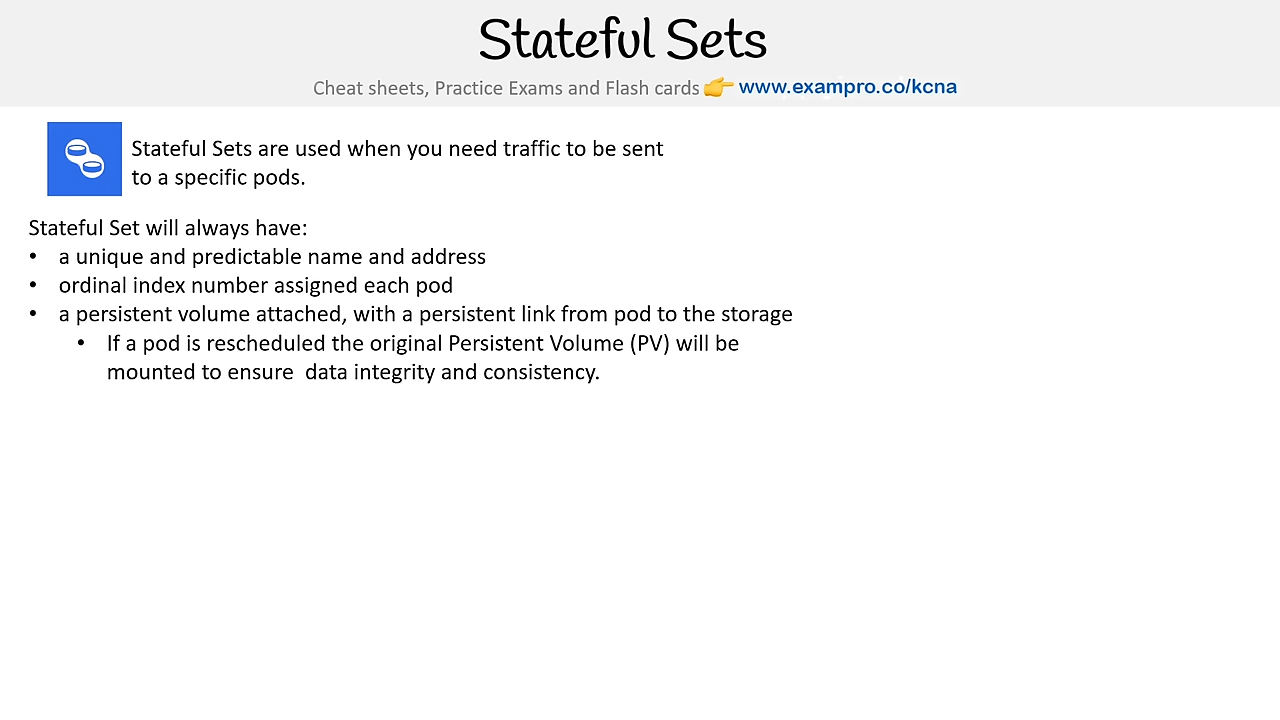 Stateful Sets
Cheat sheets, Practice Exams and Flash cards 👉 www.exampro.co/kcna
Stateful Sets are used when you need traffic to be sent
to a specific pods.
Stateful Set will always have:
• a unique and predictable name and address
• ordinal index number assigned each pod
• a persistent volume attached, with a persistent link from pod to the storage
• If a pod is rescheduled the original Persistent Volume (PV) will be
mounted to ensure  data integrity and consistency.